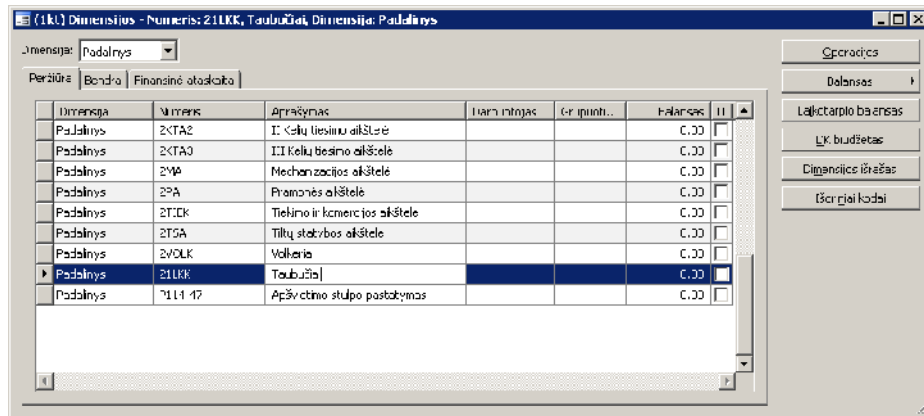 (1kt) Dimensijos - Numeris: 21LKK, Taubučiai, Dimensija: Padalinys
Dimensija: Padalinys
Operacijos
Peržiūra Bendra Finansinė ataskaita
Balansas
Dimensija Numeris Aprašymas Darbuotojas Grupuoti... Balansas U
Laikotarpio balansas
Padalinys 2KTA2 II Kelių tiesimo aikštelė 0.00
Padalinys 2KTA3 III Kelių tiesimo aikštelė 0.00
DK biudžetas
Padalinys 2MA Mechanizacijos aikštelė 0.00
Dimensijos išrašas
Padalinys 2PA Pramonės aikštelė 0.00
Išoriniai kodai
Padalinys 2TIEK Tiekimo ir komercijos aikštelė 0.00
Padalinys 2TSA Tiltų statybos aikštelė 0.00
Padalinys 2VOLK Volkeria 0.00
Padalinys 21LKK Taubučiai 0.00
Padalinys Apšvietimo stulpo pastatymas 0.00